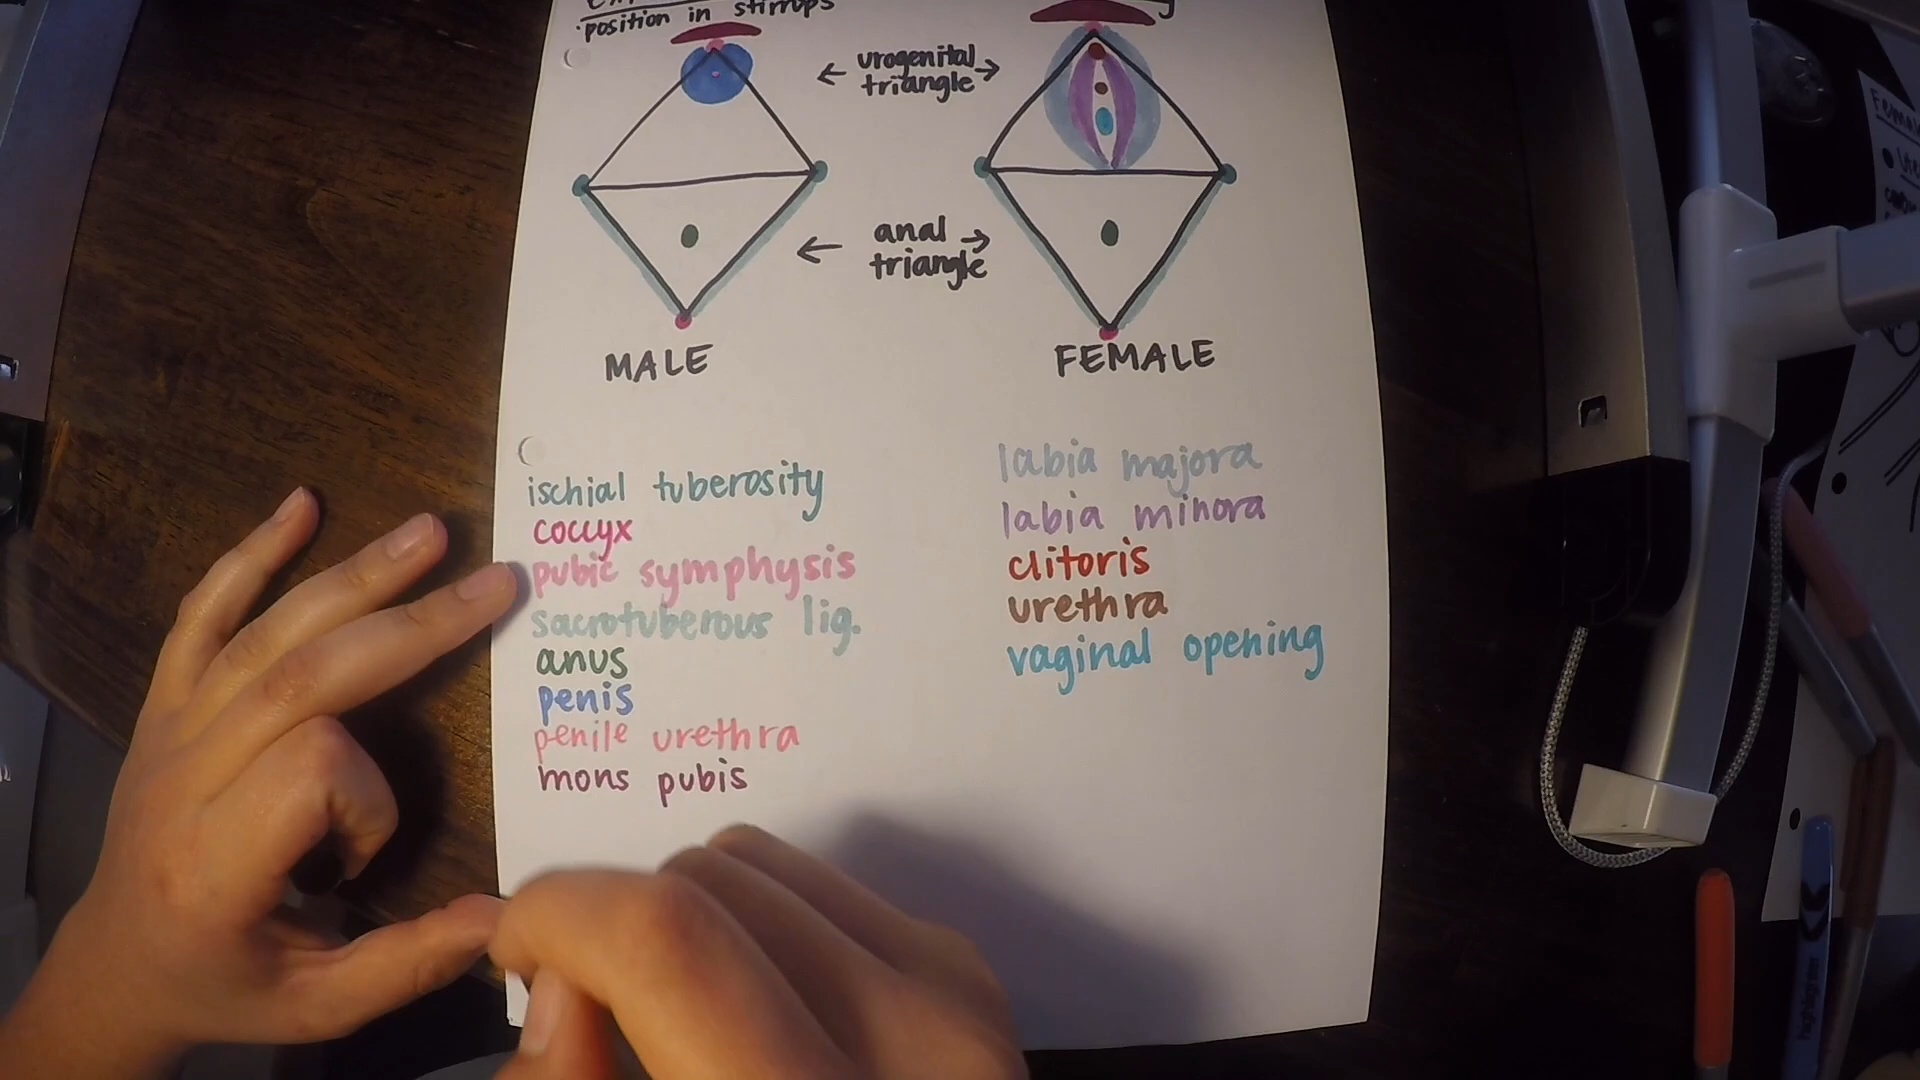 position in stirrups
← urogenital →
triangle
← anal →
triangle
MALE
FEMALE
ischial tuberosity
coccyx
pubic symphysis
sacrotuberous lig.
anus
penis
penile urethra
mons pubis
labia majora
labia minora
clitoris
urethra
vaginal opening
highlighter